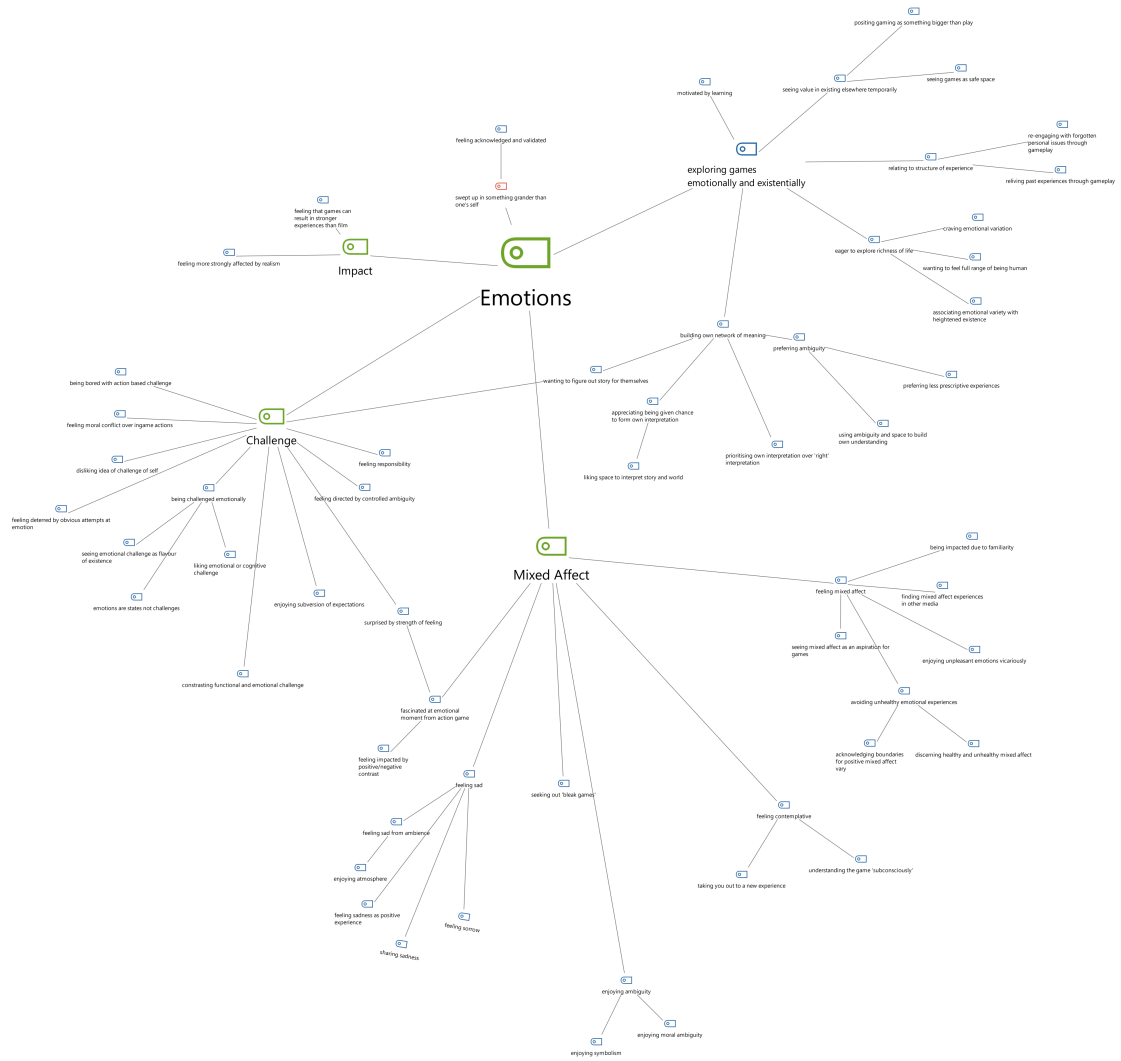 positing gaming as something bigger than play
seeing games as safe space
motivated by learning
seeing value in existing elsewhere temporarily
feeling acknowledged and validated
re-engaging with forgotten
personal issues through
gameplay
exploring games
emotionally and existentially
relating to structure of experience
reliving past experiences through gameplay
swept up in something grander than
one's self
feeling that games can
result in stronger
experiences than film
craving emotional variation
eager to explore richness of life
feeling more strongly affected by realism
Impact
wanting to feel full range of being human
Emotions
associating emotional variety with
heightened existence
building own network of meaning
preferring ambiguity
being bored with action based challenge
wanting to figure out story for themselves
preferring less prescriptive experiences
appreciating being given chance
to form own interpretation
feeling moral conflict over ingame actions
Challenge
using ambiguity and space to build
own understanding
prioritising own interpretation over 'right'
interpretation
feeling responsibility
disliking idea of challenge of self
liking space to interpret story and world
being challenged emotionally
feeling directed by controlled ambiguity
feeling deterred by obvious attempts at
emotion
seeing emotional challenge as flavour
of existence
liking emotional or cognitive
challenge
being impacted due to familiarity
Mixed Affect
emotions are states not challenges
enjoying subversion of expectations
feeling mixed affect
finding mixed affect experiences
in other media
surprised by strength of feeling
seeing mixed affect as an aspiration for
games
enjoying unpleasant emotions vicariously
constrasting functional and emotional challenge
avoiding unhealthy emotional experiences
fascinated at emotional
moment from action game
acknowledging boundaries
for positive mixed affect
vary
discerning healthy and unhealthy mixed affect
feeling impacted by
positive/negative
contrast
feeling sad
seeking out 'bleak games'
feeling contemplative
feeling sad from ambience
understanding the game 'subconsciously'
enjoying atmosphere
taking you out to a new experience
feeling sadness as positive
experience
feeling sorrow
sharing sadness
enjoying ambiguity
enjoying moral ambiguity
enjoying symbolism